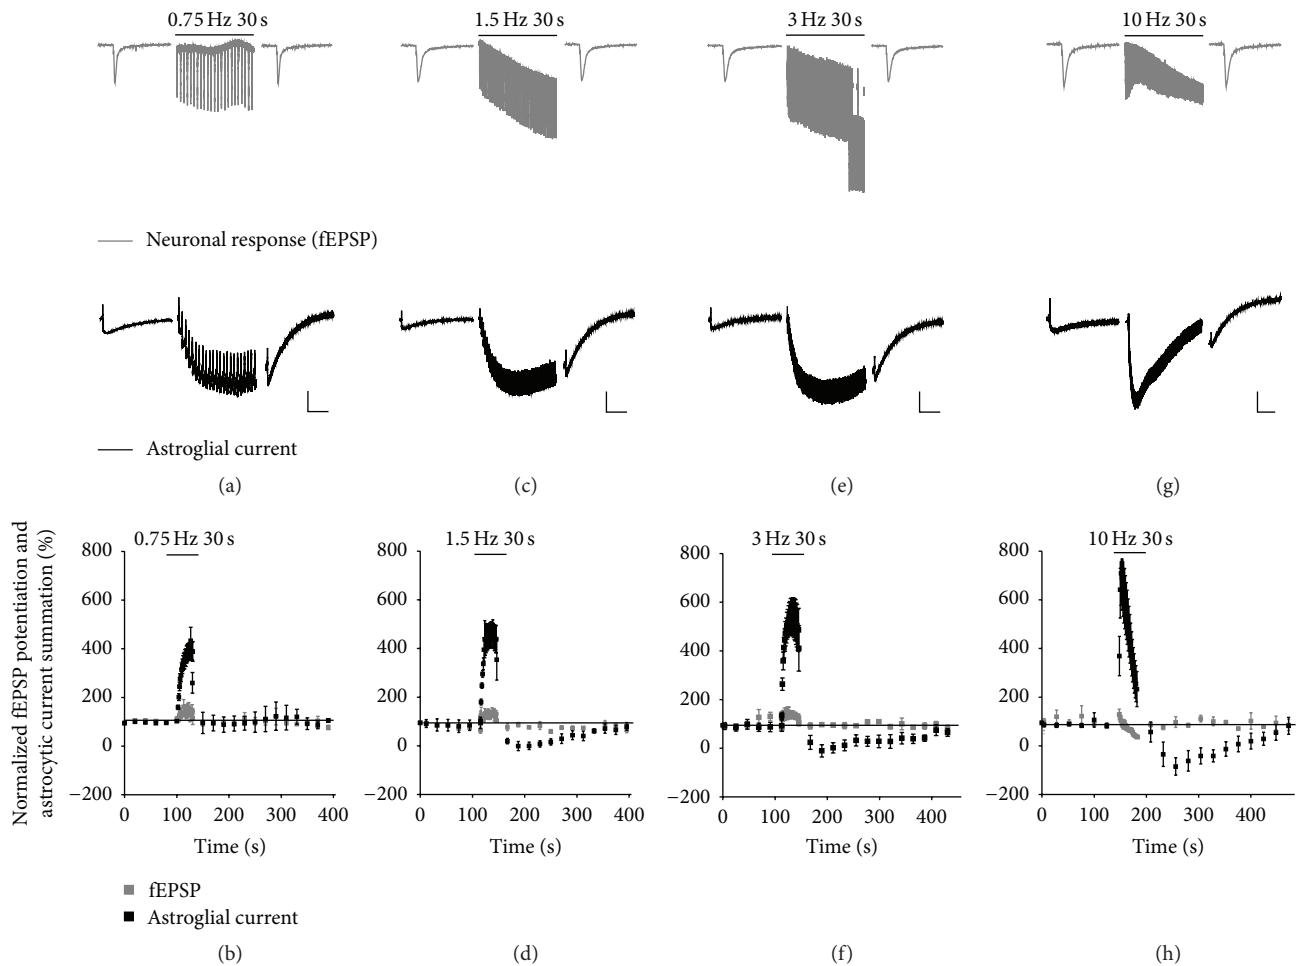 0.75 Hz 30 s
1.5 Hz 30 s
3 Hz 30 s
10 Hz 30 s
Neuronal response (fEPSP)
Astroglial current
(a)
(c)
(e)
(g)
Normalized fEPSP potentiation and
astrocytic current summation (%)
0.75 Hz 30 s
800
600
400
200
0
−200
0 100 200 300 400
Time (s)
1.5 Hz 30 s
800
600
400
200
0
−200
0 100 200 300 400
Time (s)
3 Hz 30 s
800
600
400
200
0
−200
0 100 200 300 400
Time (s)
10 Hz 30 s
800
600
400
200
0
−200
0 100 200 300 400
Time (s)
fEPSP
Astroglial current
(b)
(d)
(f)
(h)